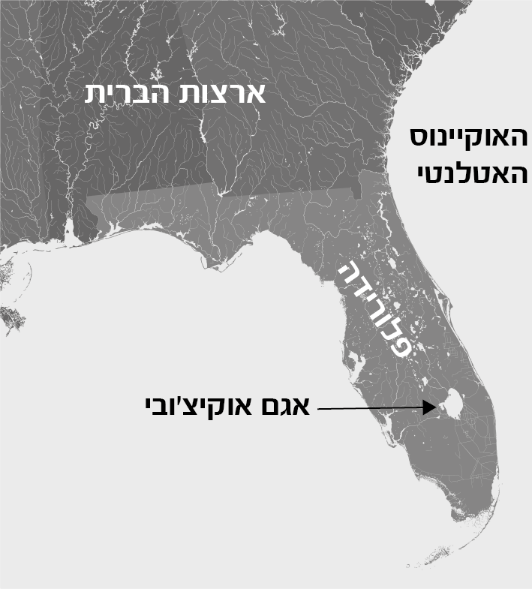 ארצות הברית
האוקיינוס
האטלנטי
פלורידה
אגם אוקיצ'ובי